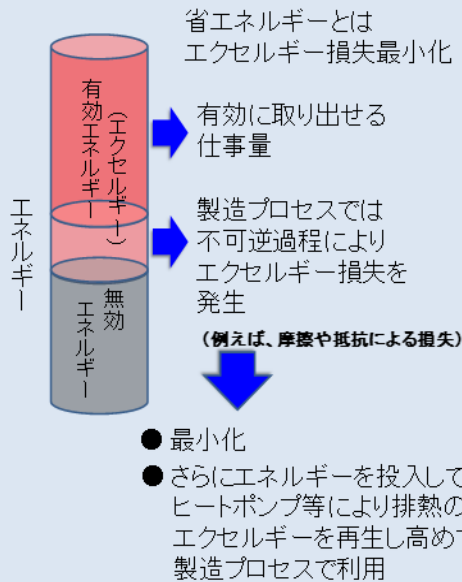 省エネルギーとは
エクセルギー損失最小化
有効エネルギー
(エクセルギー)
有効に取り出せる
仕事量
エネルギー
製造プロセスでは
不可逆過程により
エクセルギー損失を
発生
(例えば、摩擦や抵抗による損失)
無効
エネルギー
● 最小化
● さらにエネルギーを投入して
ヒートポンプ等により排熱の
エクセルギーを再生し高めて
製造プロセスで利用